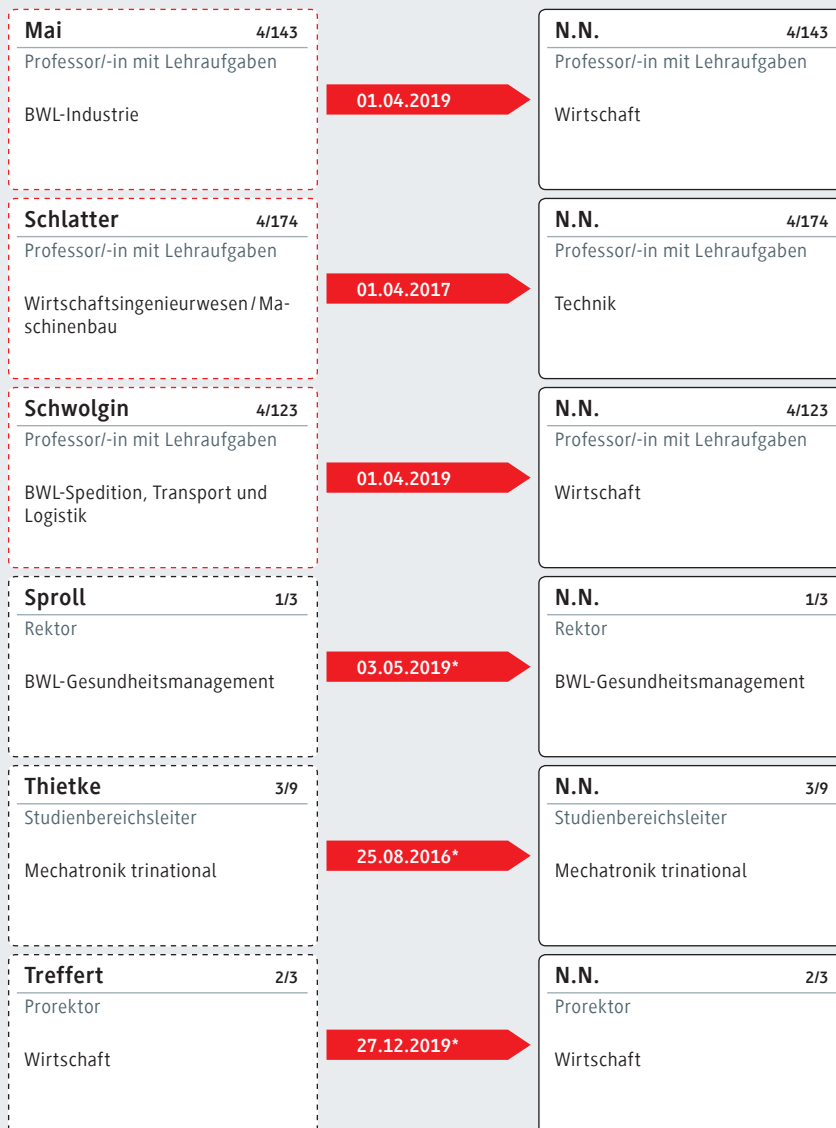 Mai 4/143
Professor/-in mit Lehraufgaben
BWL-Industrie
01.04.2019
N.N. 4/143
Professor/-in mit Lehraufgaben
Wirtschaft
Schlatter 4/174
Professor/-in mit Lehraufgaben
Wirtschaftsingenieurwesen/Ma-
schinenbau
01.04.2017
N.N. 4/174
Professor/-in mit Lehraufgaben
Technik
Schwolgin 4/123
Professor/-in mit Lehraufgaben
BWL-Spedition, Transport und
Logistik
01.04.2019
N.N. 4/123
Professor/-in mit Lehraufgaben
Wirtschaft
Sproll 1/3
Rektor
BWL-Gesundheitsmanagement
03.05.2019*
N.N. 1/3
Rektor
BWL-Gesundheitsmanagement
Thietke 3/9
Studienbereichsleiter
Mechatronik trinational
25.08.2016*
N.N. 3/9
Studienbereichsleiter
Mechatronik trinational
Treffert 2/3
Prorektor
Wirtschaft
27.12.2019*
N.N. 2/3
Prorektor
Wirtschaft